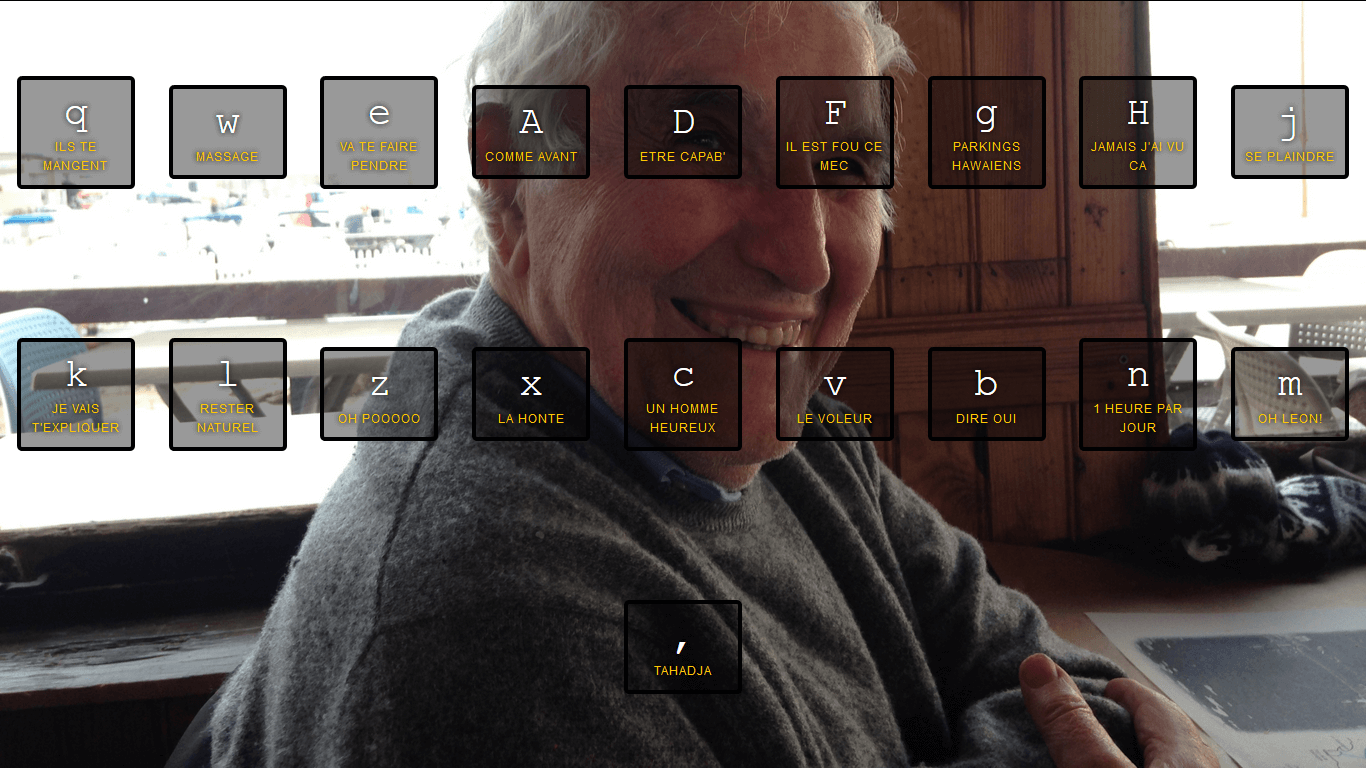 q
ILS TE
MANGENT
w
MASSAGE
e
VA TE FAIRE
PENDRE
A
COMME AVANT
D
ETRE CAPAB'
F
IL EST FOU CE
MEC
g
PARKINGS
HAWAIENS
H
JAMAIS J'AI VU
CA
j
SE PLAINDRE
k
JE VAIS
T'EXPLIQUER
l
RESTER
NATUREL
z
OH POOOOO
x
LA HONTE
c
UN HOMME
HEUREUX
v
LE VOLEUR
b
DIRE OUI
n
1 HEURE PAR
JOUR
m
OH LEON!
,
TAHADJA